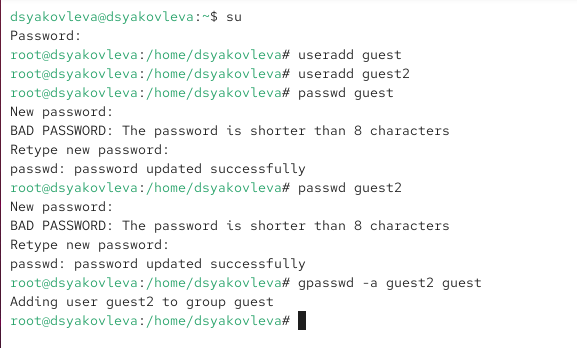 dsyakovleva@dsyakovleva:~$ su
Password:
root@dsyakovleva:/home/dsyakovleva# useradd guest
root@dsyakovleva:/home/dsyakovleva# useradd guest2
root@dsyakovleva:/home/dsyakovleva# passwd guest
New password:
BAD PASSWORD: The password is shorter than 8 characters
Retype new password:
passwd: password updated successfully
root@dsyakovleva:/home/dsyakovleva# passwd guest2
New password:
BAD PASSWORD: The password is shorter than 8 characters
Retype new password:
passwd: password updated successfully
root@dsyakovleva:/home/dsyakovleva# gpasswd -a guest2 guest
Adding user guest2 to group guest
root@dsyakovleva:/home/dsyakovleva#